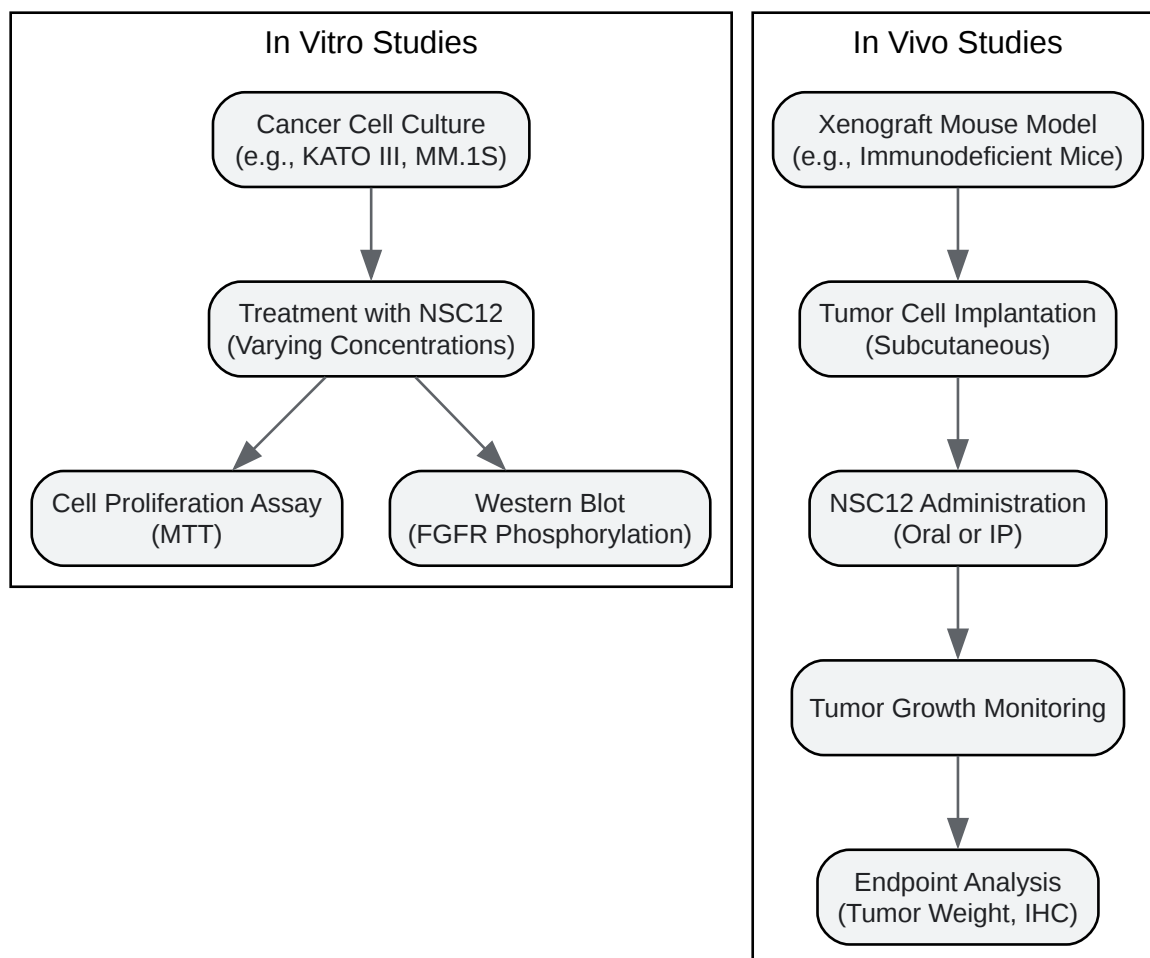 In Vitro Studies
Cancer Cell Culture
(e.g., KATO III, MM.1S)
Treatment with NSC12
(Varying Concentrations)
Cell Proliferation Assay
(MTT)
Western Blot
(FGFR Phosphorylation)
In Vivo Studies
Xenograft Mouse Model
(e.g., Immunodeficient Mice)
Tumor Cell Implantation
(Subcutaneous)
NSC12 Administration
(Oral or IP)
Tumor Growth Monitoring
Endpoint Analysis
(Tumor Weight, IHC)